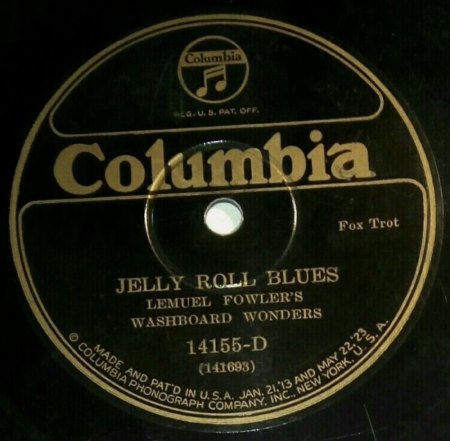 Columbia
REG. U. S. PAT. OFF.
Columbia
Fox Trot
JELLY ROLL BLUES
LEMUEL FOWLER'S
WASHBOARD WONDERS
14155-D
(141693)
MADE AND PAT'D IN U.S.A. JAN. 21, '13 AND MAY 22, '23
© COLUMBIA PHONOGRAPH COMPANY, INC., NEW YORK, U.S.A.